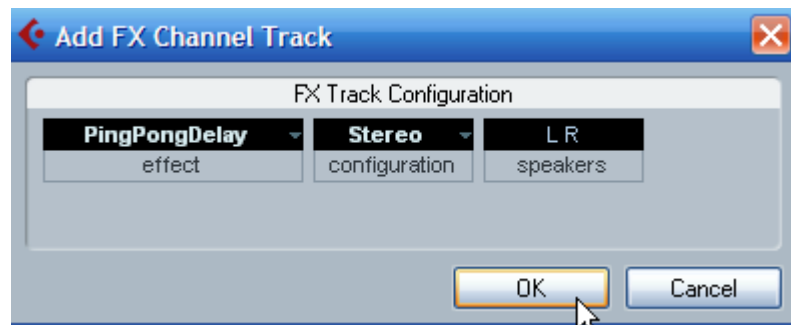 Add FX Channel Track
FX Track Configuration
PingPongDelay Stereo L R
effect configuration speakers
OK Cancel